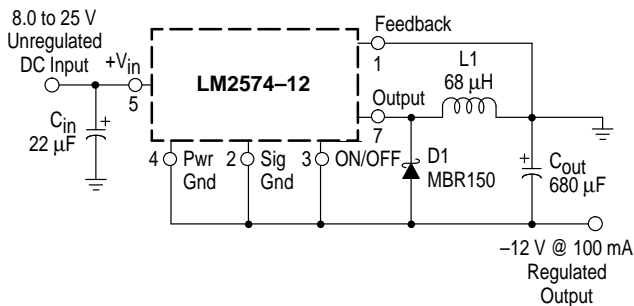 8.0 to 25 V
Unregulated
DC Input
+Vin
5
Cin
22 µF
+
LM2574–12
Feedback
1
Output
7
L1
68 µH
4
Pwr
Gnd
2
Sig
Gnd
3
ON/OFF
D1
MBR150
+
Cout
680 µF
–12 V @ 100 mA
Regulated
Output